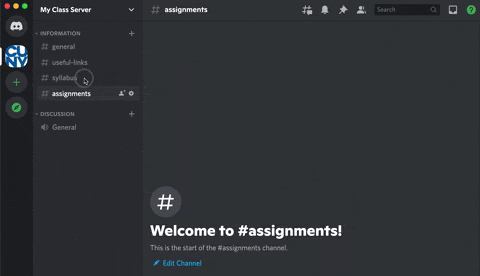 My Class Server
# assignments
Search
INFORMATION
general
useful-links
syllabus
assignments
DISCUSSION
General
CUNY
Welcome to #assignments!
This is the start of the #assignments channel.
Edit Channel